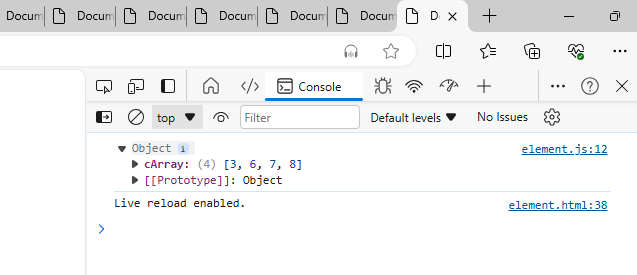 Docum Docum Docum Docum Docum Do
Console
top Filter Default levels No Issues
Object i element.js:12
cArray: (4) [3, 6, 7, 8]
[[Prototype]]: Object
Live reload enabled. element.html:38